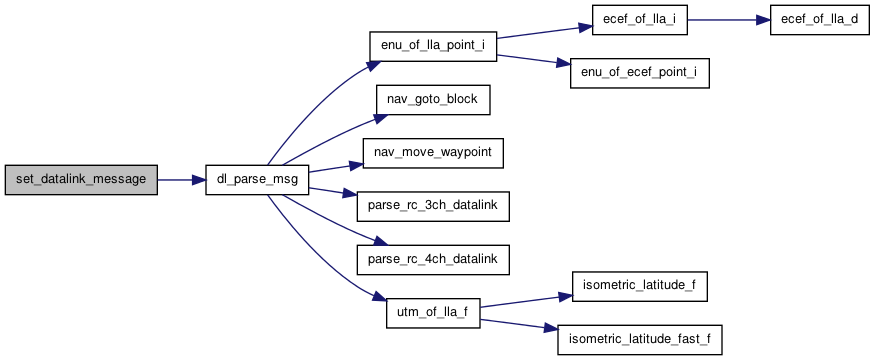 set_datalink_message
dl_parse_msg
enu_of_lla_point_i
ecef_of_lla_i
ecef_of_lla_d
enu_of_ecef_point_i
nav_goto_block
nav_move_waypoint
parse_rc_3ch_datalink
parse_rc_4ch_datalink
utm_of_lla_f
isometric_latitude_f
isometric_latitude_fast_f